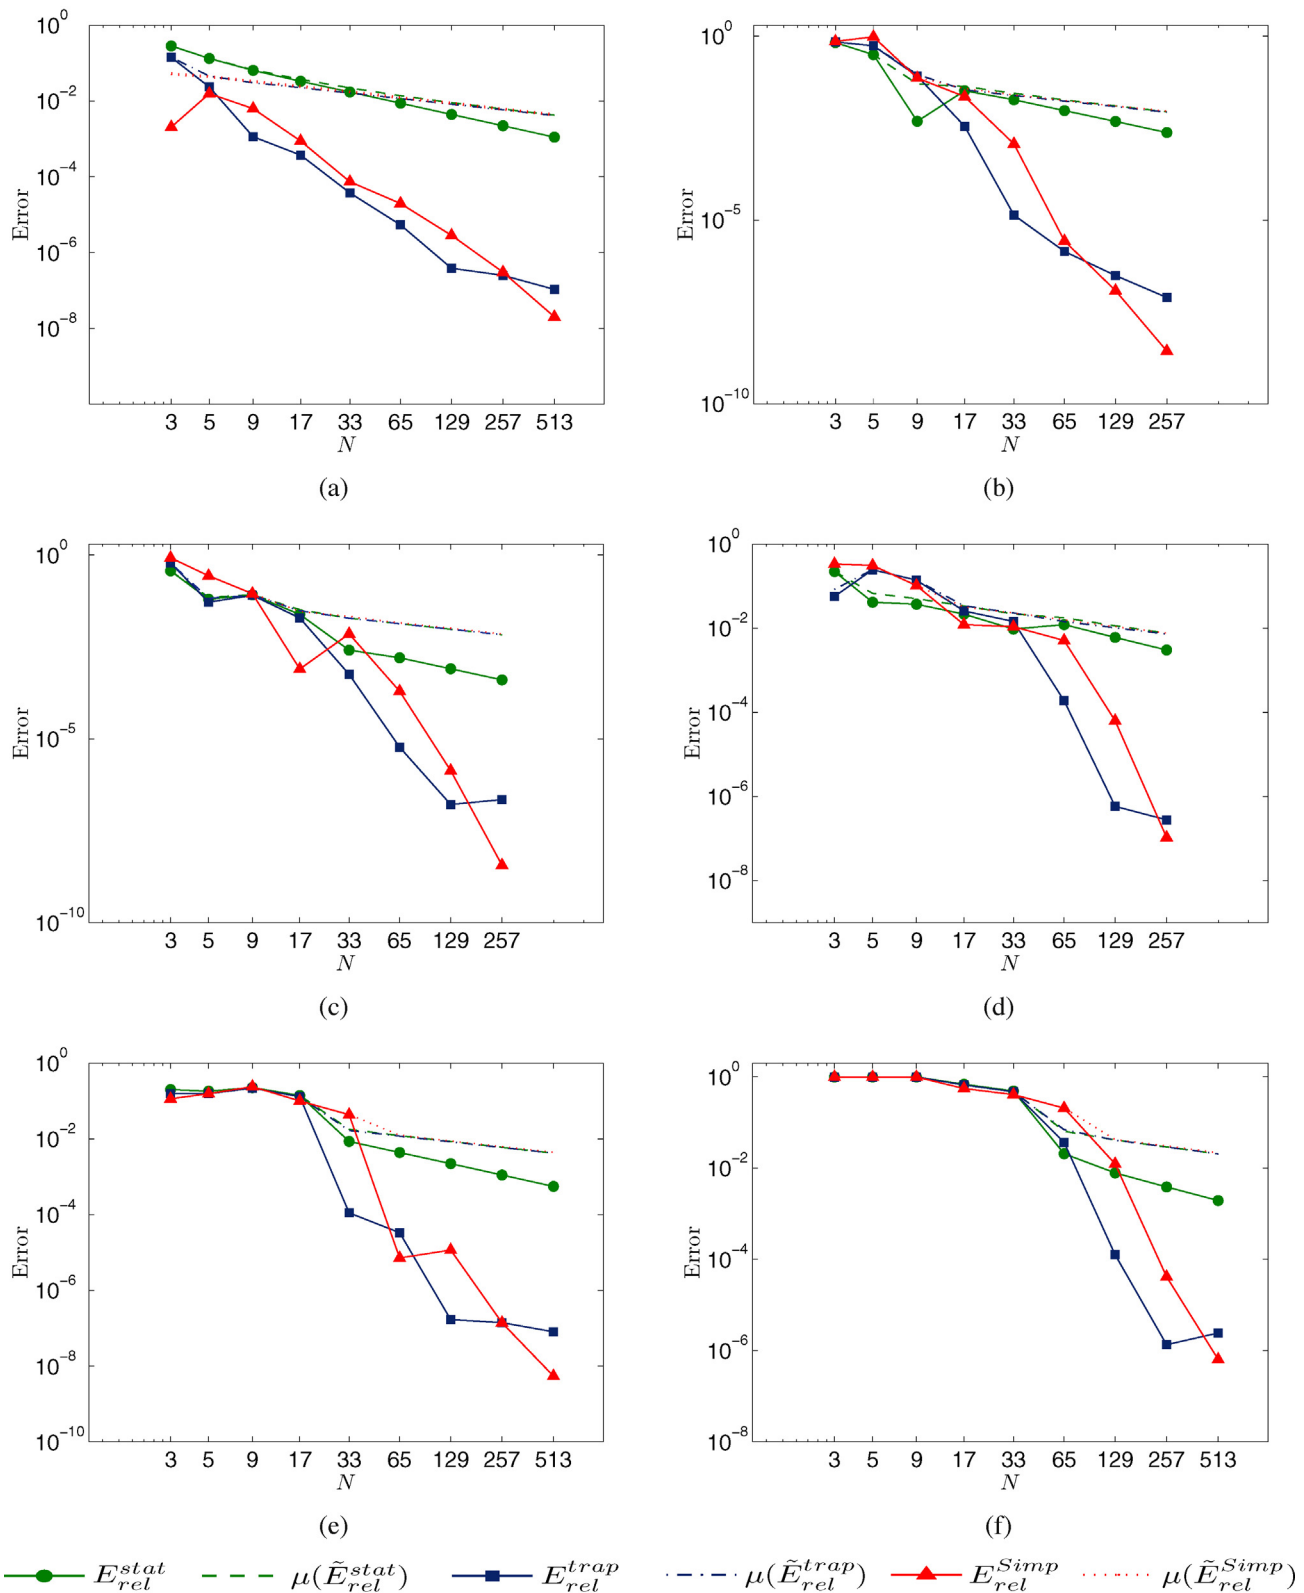 10^0
10^-2
10^-4
10^-6
10^-8
Error
3 5 9 17 33 65 129 257 513
N
(a)
10^0
10^-5
10^-10
Error
3 5 9 17 33 65 129 257
N
(b)
10^0
10^-5
10^-10
Error
3 5 9 17 33 65 129 257
N
(c)
10^0
10^-2
10^-4
10^-6
10^-8
Error
3 5 9 17 33 65 129 257
N
(d)
10^0
10^-2
10^-4
10^-6
10^-8
10^-10
Error
3 5 9 17 33 65 129 257 513
N
(e)
10^0
10^-2
10^-4
10^-6
10^-8
Error
3 5 9 17 33 65 129 257 513
N
(f)
E_rel^stat μ(Ẽ_rel^stat) E_rel^trap μ(Ẽ_rel^trap) E_rel^Simp μ(Ẽ_rel^Simp)